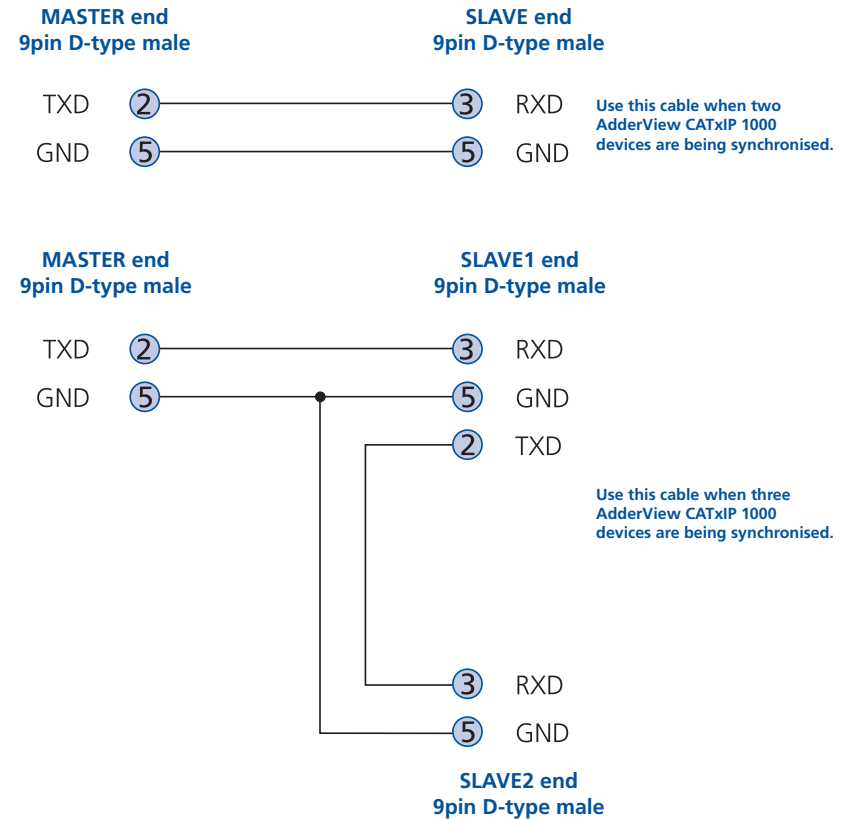 MASTER end
9pin D-type male
SLAVE end
9pin D-type male
TXD 2 3 RXD
GND 5 5 GND
Use this cable when two
AdderView CATxIP 1000
devices are being synchronised.
MASTER end
9pin D-type male
SLAVE1 end
9pin D-type male
TXD 2 3 RXD
GND 5 5 GND
2 TXD
Use this cable when three
AdderView CATxIP 1000
devices are being synchronised.
3 RXD
5 GND
SLAVE2 end
9pin D-type male